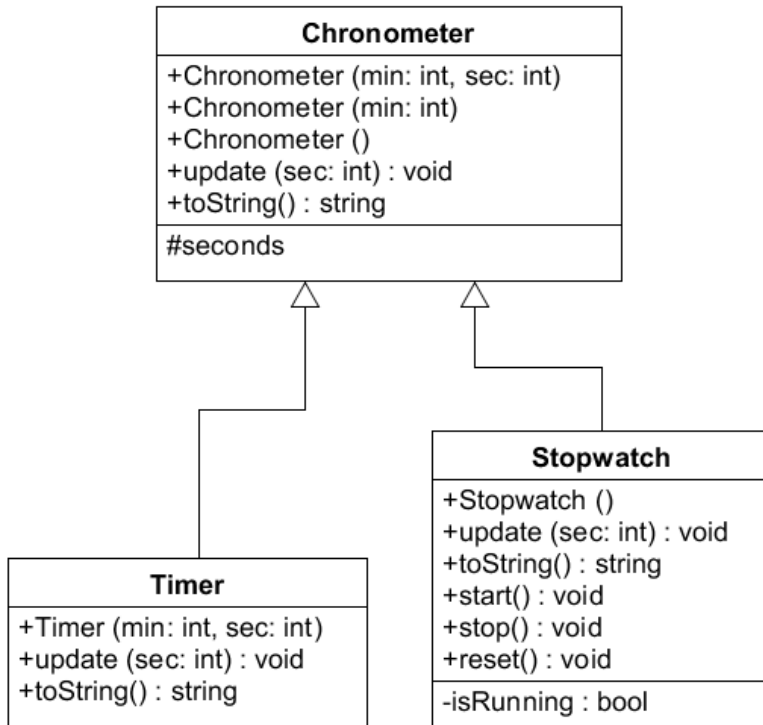 Chronometer
+Chronometer (min: int, sec: int)
+Chronometer (min: int)
+Chronometer ()
+update (sec: int) : void
+toString() : string
#seconds
Timer
+Timer (min: int, sec: int)
+update (sec: int) : void
+toString() : string
Stopwatch
+Stopwatch ()
+update (sec: int) : void
+toString() : string
+start() : void
+stop() : void
+reset() : void
-isRunning : bool